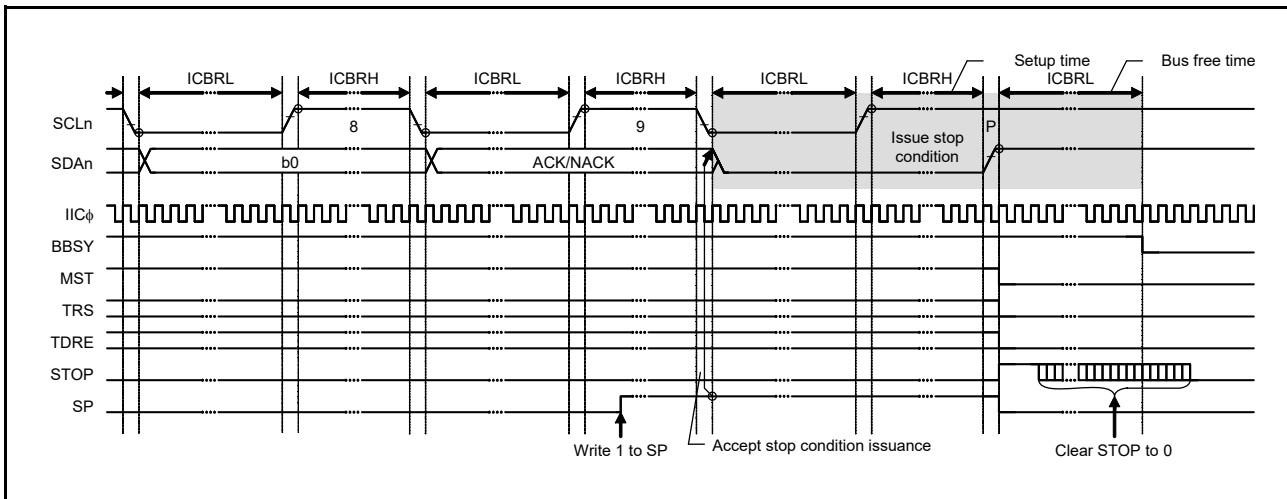 Setup time
Bus free time
ICBRL ICBRH ICBRL ICBRH ICBRL ICBRH ICBRL
SCLn 8 9 Issue stop condition P
SDAn b0 ACK/NACK
IICφ
BBSY
MST
TRS
TDRE
STOP
SP
Write 1 to SP
Accept stop condition issuance
Clear STOP to 0